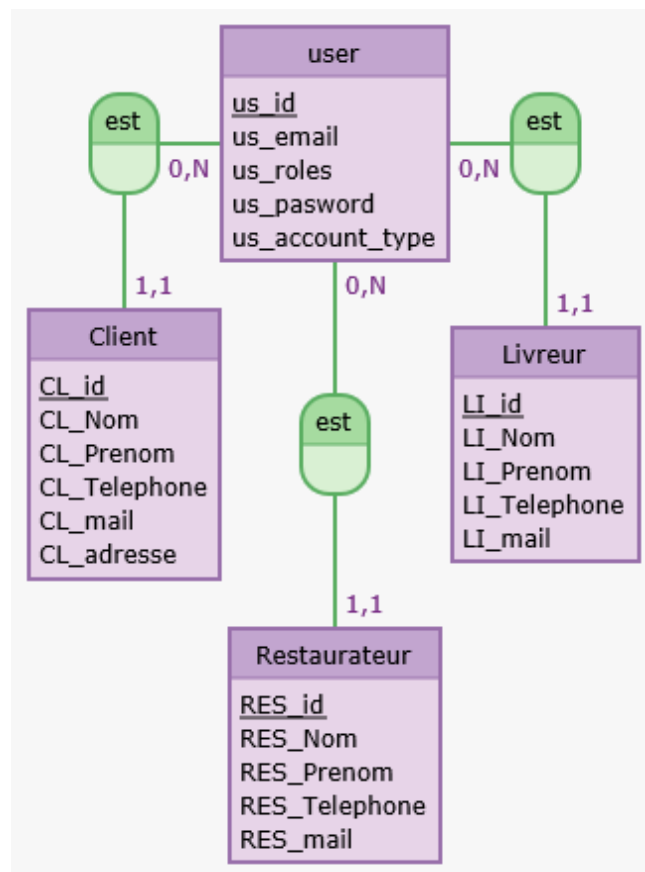 user
us_id
us_email
us_roles
us_pasword
us_account_type
est
0,N
1,1
est
0,N
1,1
est
0,N
1,1
Client
CL_id
CL_Nom
CL_Prenom
CL_Telephone
CL_mail
CL_adresse
Livreur
LI_id
LI_Nom
LI_Prenom
LI_Telephone
LI_mail
Restaurateur
RES_id
RES_Nom
RES_Prenom
RES_Telephone
RES_mail